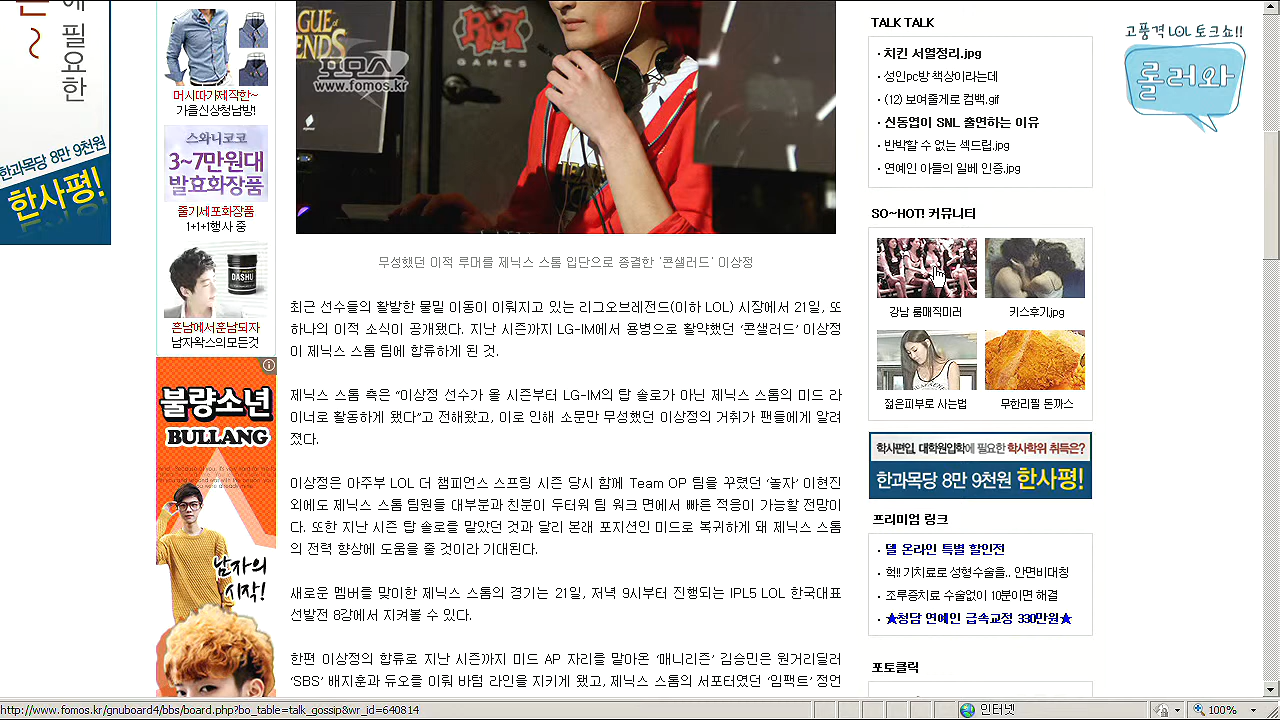 필
요
한
한과목당 8만 9천원
한사평!
머시따가제작한~
가을신상청남방!
스와니코코
3~7만원대
발효화장품
줄기세포화장품
1+1+1행사 중
DASHU
훈남에서훈남되자
남자왁스의모든것
불량소년
BULLANG
남자의
시작!
LEAGUE of
LEGENDS
RIOT
GAMES
포모스
www.fomos.kr
무성했던 이적 루머를 제닉스 스톰 입단으로 종결한 '콘샐러드' 이상정
최근 선수들의 활발한 팀 이동이 이뤄지고 있는 리그오브레전드(이하 LOL) 시장에서 21일, 또
하나의 이적 소식이 공개됐다. 지난 시즌까지 LG-IM에서 용병으로 활약했던 '콘샐러드' 이상정
이 제닉스 스톰 팀에 합류하게 된 것.
제닉스 스톰 측은 "이상정 선수가 올 시즌부터 LG-IM의 탑 솔로가 아닌 제닉스 스톰의 미드 라
이너로 활동하게 됐다"고 전해왔고, 이로 인해 소문만 무성했던 이상정의 거취가 팬들에게 알려
졌다.
이상정은 아주부 LOL 더 챔피언스 스프링 시즌 당시 함께 Team OP 팀을 꾸렸던 '놀자' 이현진
외에도 제닉스 스톰 팀원들 대부분과 친분이 두터워 팀워크 면에서 빠른 적응이 가능할 전망이
다. 또한 지난 시즌 탑 솔로를 맡았던 것과 달리 본래 포지션인 미드로 복귀하게 돼 제닉스 스톰
의 전력 향상에 도움을 줄 것이라 기대된다.
새로운 멤버를 맞이한 제닉스 스톰의 경기는 21일, 저녁 9시부터 진행되는 IPL5 LOL 한국대표
선발전 8강에서 지켜볼 수 있다.
한편 이상정의 합류로 지난 시즌까지 미드 AP 자리를 맡아온 '매니리즌' 김승민은 원거리딜러
'SBS' 배지훈과 듀오를 이뤄 바텀 라인을 지키게 됐고, 제닉스 스톰의 서포터였던 '임팩트' 정언
TALK TALK
· 치킨 서열정리.jpg
· 성인pc방 책상이라는데
· (1위)보여줄게로 컴백.gif
· 신동엽이 SNL 출연하는 이유
SO~HOT! 커뮤니티
강남 룸매직미러
키스후기.jpg
젊은피부로 사는법
무한리필 돈까스
학사편입, 대학원입학에 필요한 학사학위 취득은?
한과목당 8만 9천원 한사평!
프리미엄 링크
· 델 온라인 특별 할인전
· 헉!! 기치료로 성형수술을.. 안면비대칭
· 조루증치료 수술없이 10분이면 해결
· ★청담 연예인 급속교정 330만원★
포토클릭
고품격 LOL 토크쇼!!
롤러와
http://www.fomos.kr/gnuboard4/bbs/board.php?bo_table=talk_gossip&wr_id=640814
인터넷
100%